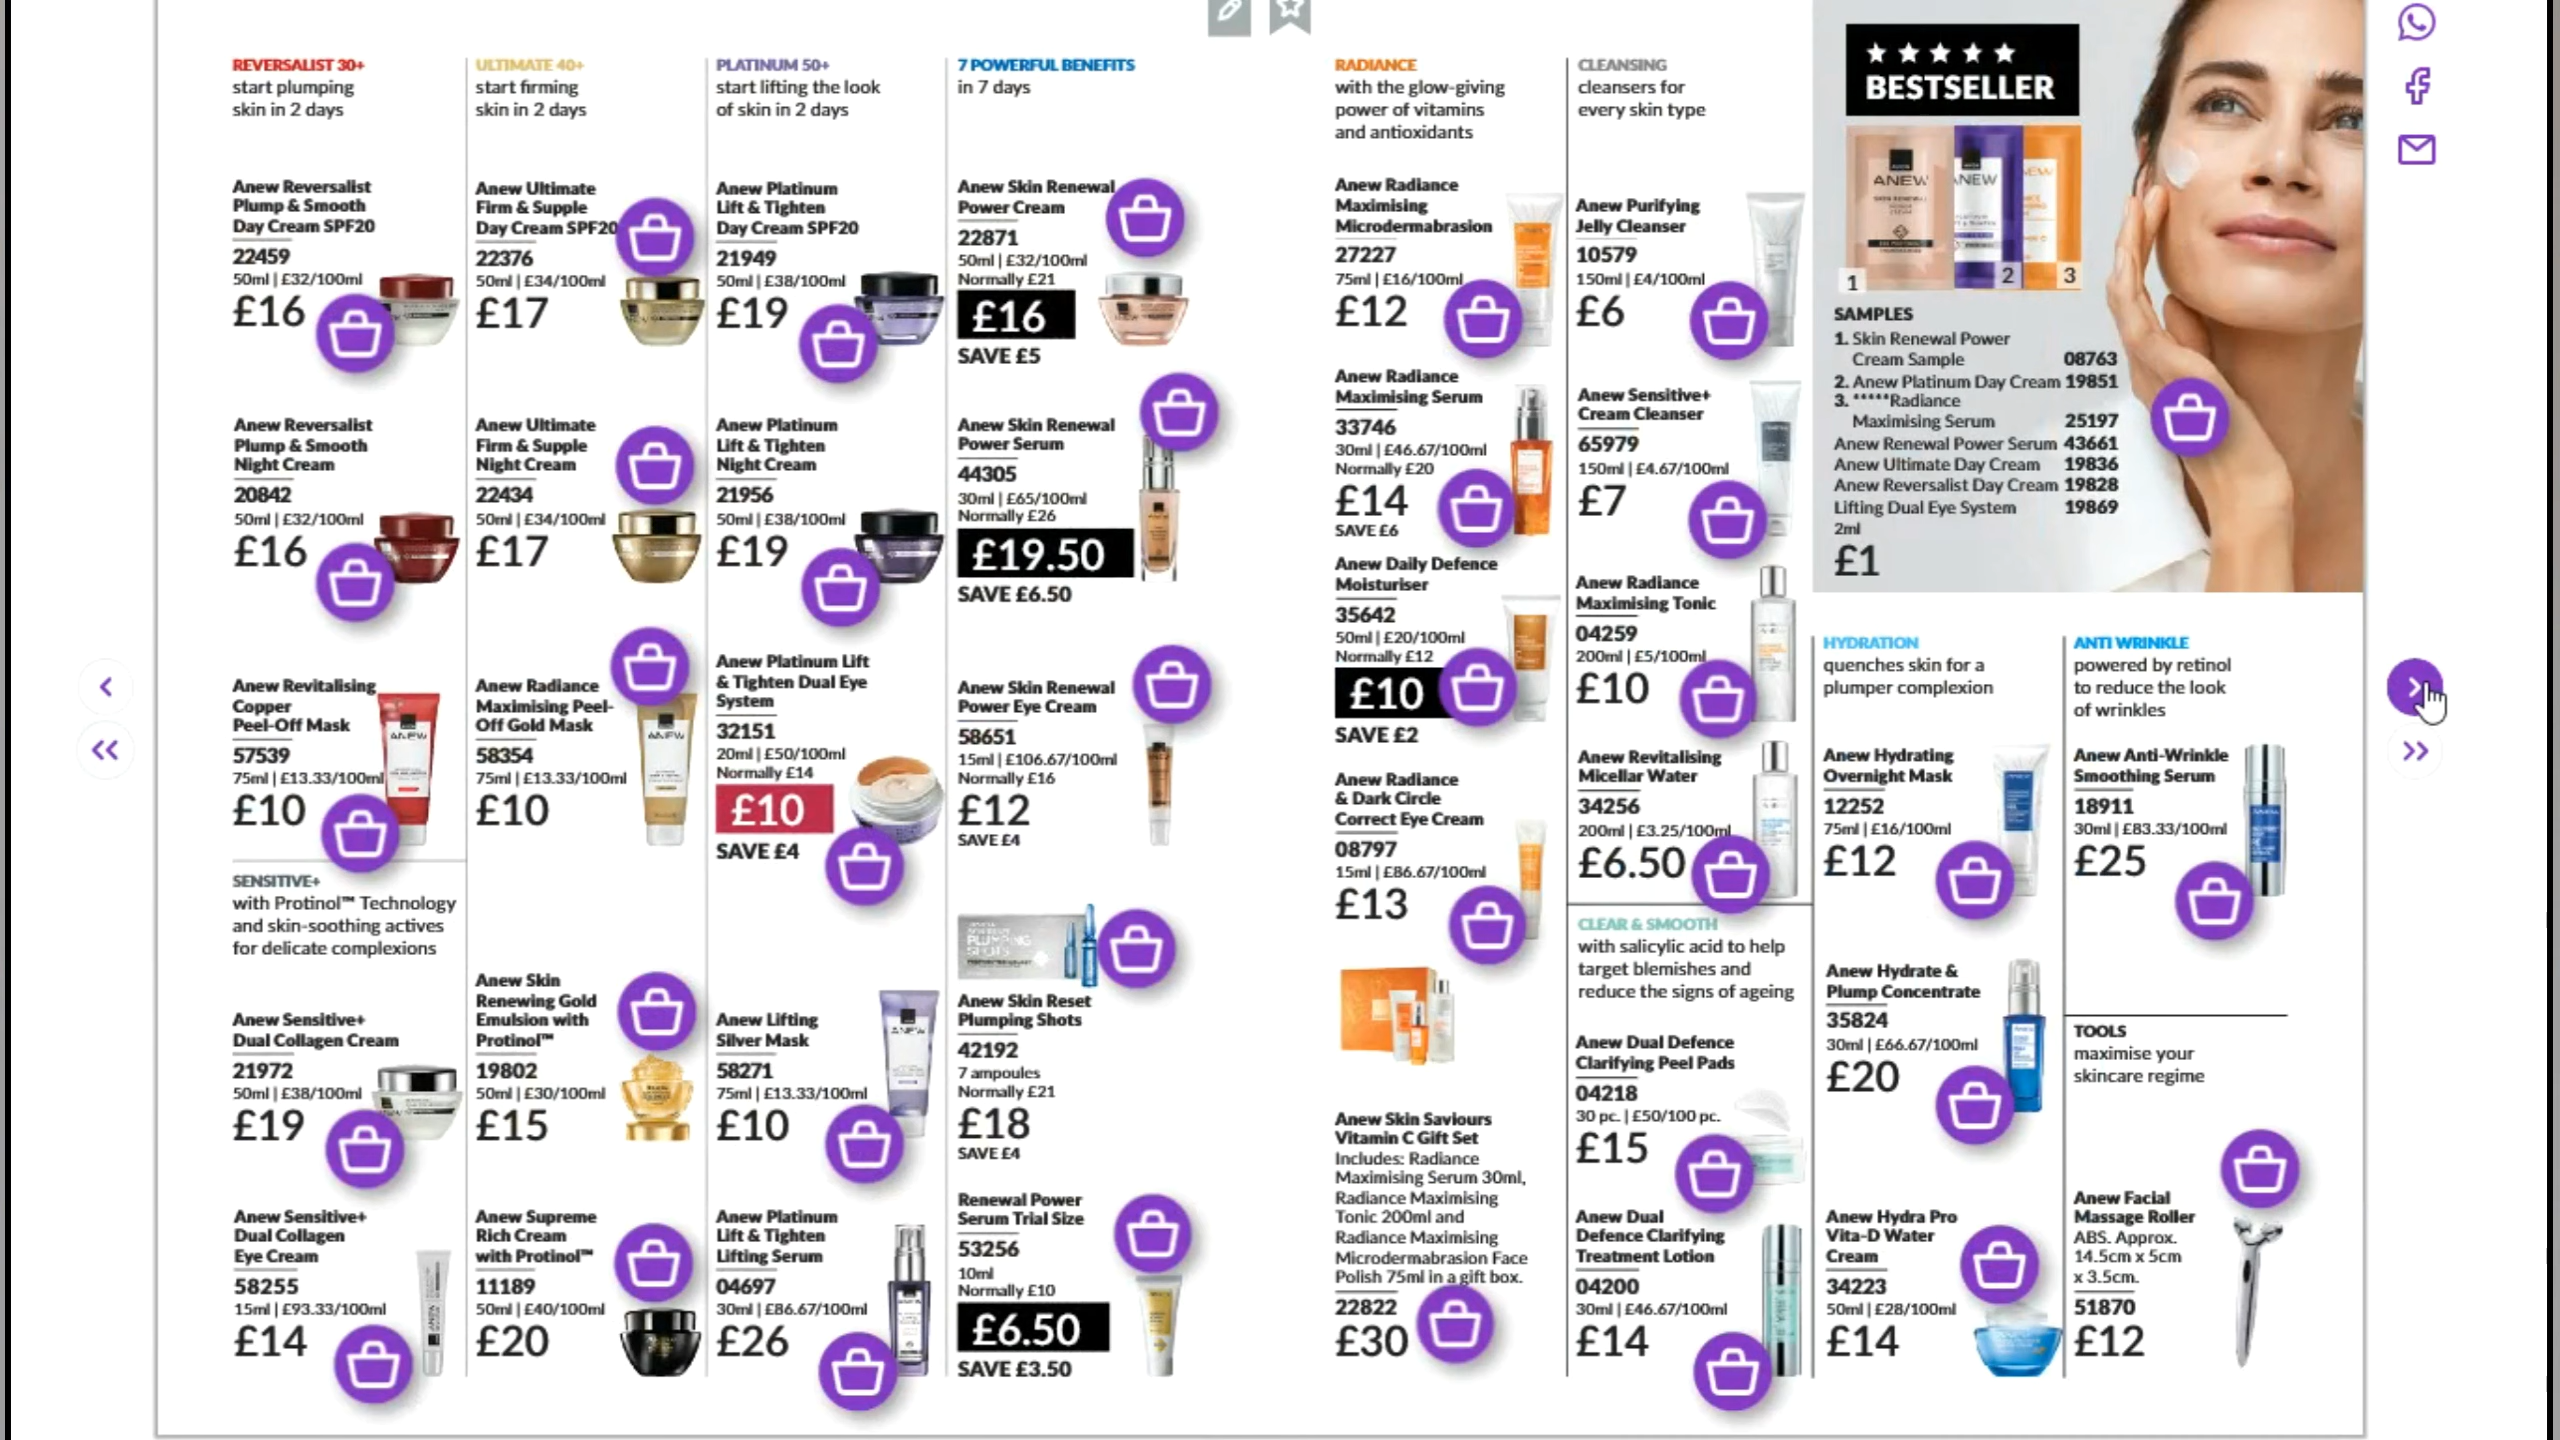 REVERSALIST 30+
start plumping
skin in 2 days
Anew Reversalist
Plump & Smooth
Day Cream SPF20
22459
50ml | £32/100ml
£16
Anew Reversalist
Plump & Smooth
Night Cream
20842
50ml | £32/100ml
£16
Anew Revitalising
Copper
Peel-Off Mask
57539
75ml | £13.33/100ml
£10
SENSITIVE+
with Protinol™ Technology
and skin-soothing actives
for delicate complexions
Anew Sensitive+
Dual Collagen Cream
21972
50ml | £38/100ml
£19
Anew Sensitive+
Dual Collagen
Eye Cream
58255
15ml | £93.33/100ml
£14
ULTIMATE 40+
start firming
skin in 2 days
Anew Ultimate
Firm & Supple
Day Cream SPF20
22376
50ml | £34/100ml
£17
Anew Ultimate
Firm & Supple
Night Cream
22434
50ml | £34/100ml
£17
Anew Radiance
Maximising Peel-
Off Gold Mask
58354
75ml | £13.33/100ml
£10
Anew Skin
Renewing Gold
Emulsion with
Protinol™
19802
50ml | £30/100ml
£15
Anew Supreme
Rich Cream
with Protinol™
11189
50ml | £40/100ml
£20
PLATINUM 50+
start lifting the look
of skin in 2 days
Anew Platinum
Lift & Tighten
Day Cream SPF20
21949
50ml | £38/100ml
£19
Anew Platinum
Lift & Tighten
Night Cream
21956
50ml | £38/100ml
£19
Anew Platinum Lift
& Tighten Dual Eye
System
32151
20ml | £50/100ml
Normally £14
£10
SAVE £4
Anew Lifting
Silver Mask
58271
75ml | £13.33/100ml
£10
Anew Platinum
Lift & Tighten
Lifting Serum
04697
30ml | £86.67/100ml
£26
7 POWERFUL BENEFITS
in 7 days
Anew Skin Renewal
Power Cream
22871
50ml | £32/100ml
Normally £21
£16
SAVE £5
Anew Skin Renewal
Power Serum
44305
30ml | £65/100ml
Normally £26
£19.50
SAVE £6.50
Anew Skin Renewal
Power Eye Cream
58651
15ml | £106.67/100ml
Normally £16
£12
SAVE £4
PLUMPING
SHOTS
Anew Skin Reset
Plumping Shots
42192
7 ampoules
Normally £21
£18
SAVE £4
Renewal Power
Serum Trial Size
53256
10ml
Normally £10
£6.50
SAVE £3.50
RADIANCE
with the glow-giving
power of vitamins
and antioxidants
Anew Radiance
Maximising
Microdermabrasion
27227
75ml | £16/100ml
£12
Anew Radiance
Maximising Serum
33746
30ml | £46.67/100ml
Normally £20
£14
SAVE £6
Anew Daily Defence
Moisturiser
35642
50ml | £20/100ml
Normally £12
£10
SAVE £2
Anew Radiance
& Dark Circle
Correct Eye Cream
08797
15ml | £86.67/100ml
£13
Anew Skin Saviours
Vitamin C Gift Set
Includes: Radiance
Maximising Serum 30ml,
Radiance Maximising
Tonic 200ml and
Radiance Maximising
Microdermabrasion Face
Polish 75ml in a gift box.
22822
£30
CLEANSING
cleansers for
every skin type
Anew Purifying
Jelly Cleanser
10579
150ml | £4/100ml
£6
Anew Sensitive+
Cream Cleanser
65979
150ml | £4.67/100ml
£7
Anew Radiance
Maximising Tonic
04259
200ml | £5/100ml
£10
Anew Revitalising
Micellar Water
34256
200ml | £3.25/100ml
£6.50
CLEAR & SMOOTH
with salicylic acid to help
target blemishes and
reduce the signs of ageing
Anew Dual Defence
Clarifying Peel Pads
04218
30 pc. | £50/100 pc.
£15
Anew Dual
Defence Clarifying
Treatment Lotion
04200
30ml | £46.67/100ml
£14
BESTSELLER
ANEW
1
2
3
SAMPLES
1. Skin Renewal Power
Cream Sample 08763
2. Anew Platinum Day Cream 19851
3. *****Radiance
Maximising Serum 25197
Anew Renewal Power Serum 43661
Anew Ultimate Day Cream 19836
Anew Reversalist Day Cream 19828
Lifting Dual Eye System 19869
2ml
£1
HYDRATION
quenches skin for a
plumper complexion
Anew Hydrating
Overnight Mask
12252
75ml | £16/100ml
£12
Anew Hydrate &
Plump Concentrate
35824
30ml | £66.67/100ml
£20
Anew Hydra Pro
Vita-D Water
Cream
34223
50ml | £28/100ml
£14
ANTI WRINKLE
powered by retinol
to reduce the look
of wrinkles
Anew Anti-Wrinkle
Smoothing Serum
18911
30ml | £83.33/100ml
£25
TOOLS
maximise your
skincare regime
Anew Facial
Massage Roller
ABS. Approx.
14.5cm x 5cm
x 3.5cm.
51870
£12